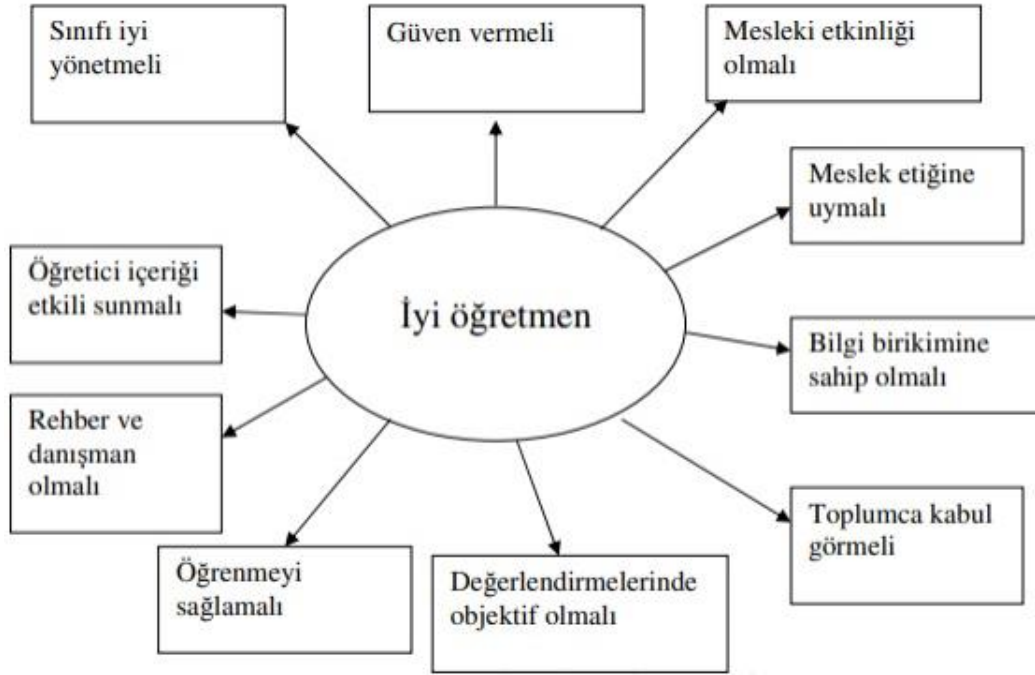 Sınıfı iyi
yönetmeli
Güven vermeli
Mesleki etkinliği
olmalı
Meslek etiğine
uymalı
Öğretici içeriği
etkili sunmalı
İyi öğretmen
Bilgi birikimine
sahip olmalı
Rehber ve
danışman
olmalı
Toplumca kabul
görmeli
Öğrenmeyi
sağlamalı
Değerlendirmelerinde
objektif olmalı